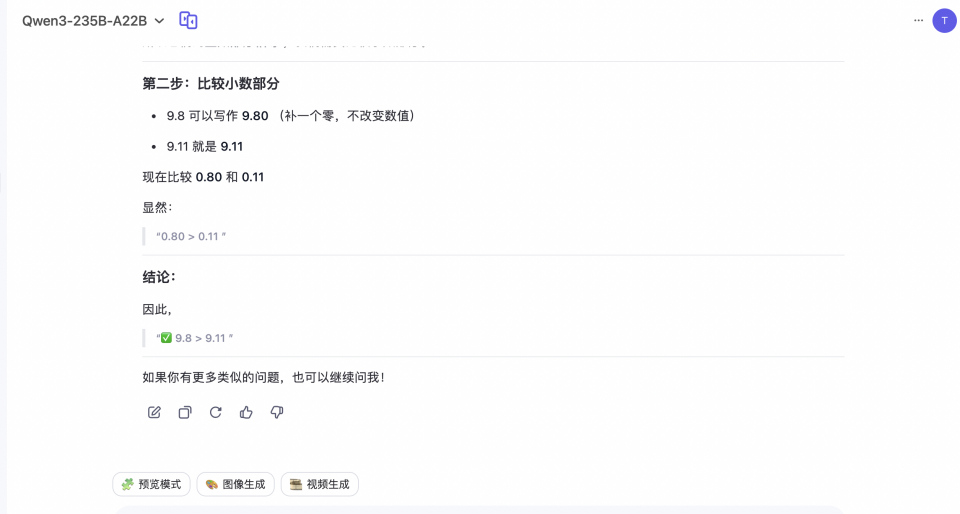 Qwen3-235B-A22B
T
第二步：比较小数部分
• 9.8 可以写作 9.80 （补一个零，不改变数值）
• 9.11 就是 9.11
现在比较 0.80 和 0.11
显然：
“0.80 > 0.11 ”
结论：
因此，
“✅ 9.8 > 9.11 ”
如果你有更多类似的问题，也可以继续问我！
预览模式 图像生成 视频生成